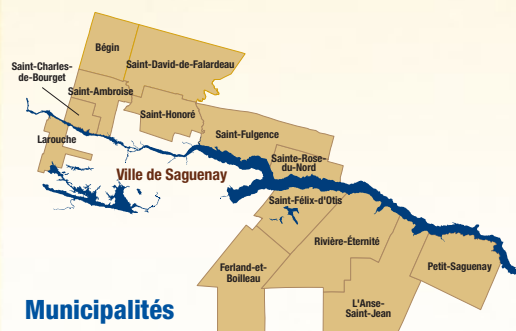 Bégin
Saint-David-de-Falardeau
Saint-Charles-
de-Bourget
Saint-Ambroise
Saint-Honoré
Larouche
Saint-Fulgence
Ville de Saguenay
Sainte-Rose-
du-Nord
Saint-Félix-d'Otis
Rivière-Éternité
Ferland-et-
Boilleau
Petit-Saguenay
L'Anse-
Saint-Jean
Municipalités